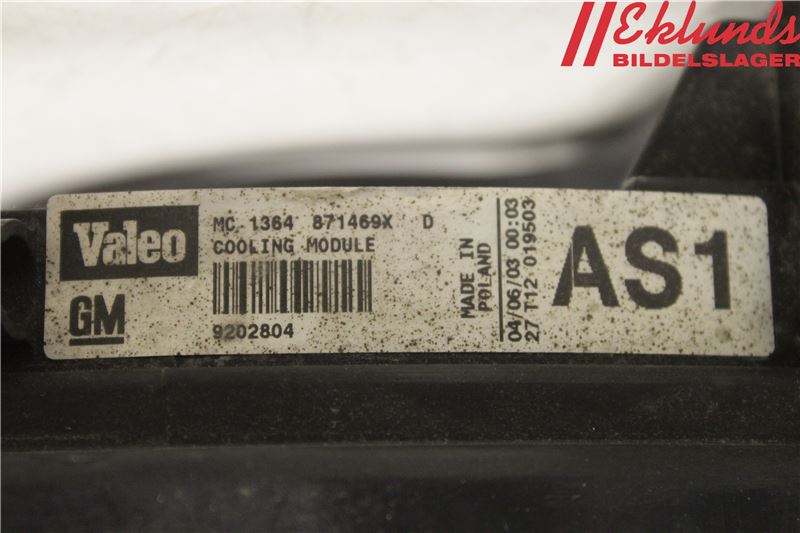 Eklunds
BILDELSLAGER
Valeo
GM
MC 1364 871469X D
COOLING MODULE
9202804
MADE IN
POLAND
04/06/03 00:03
27 T12 019503
AS1